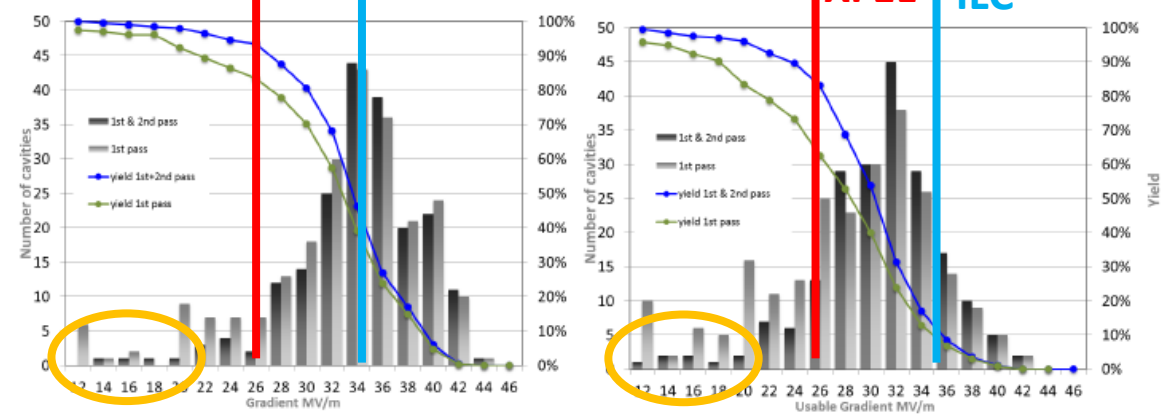 ILC
50
45
40
35
30
25
20
15
10
5
0
Number of cavities
1st & 2nd pass
1st pass
yield 1st+2nd pass
yield 1st pass
100%
90%
80%
70%
60%
50%
40%
30%
20%
10%
0%
12 14 16 18 20 22 24 26 28 30 32 34 36 38 40 42 44 46
Gradient MV/m
50
45
40
35
30
25
20
15
10
5
0
Number of cavities
1st & 2nd pass
1st pass
yield 1st & 2nd pass
yield 1st pass
100%
90%
80%
70%
60%
50%
40%
30%
20%
10%
0%
Yield
12 14 16 18 20 22 24 26 28 30 32 34 36 38 40 42 44 46
Usable Gradient MV/m